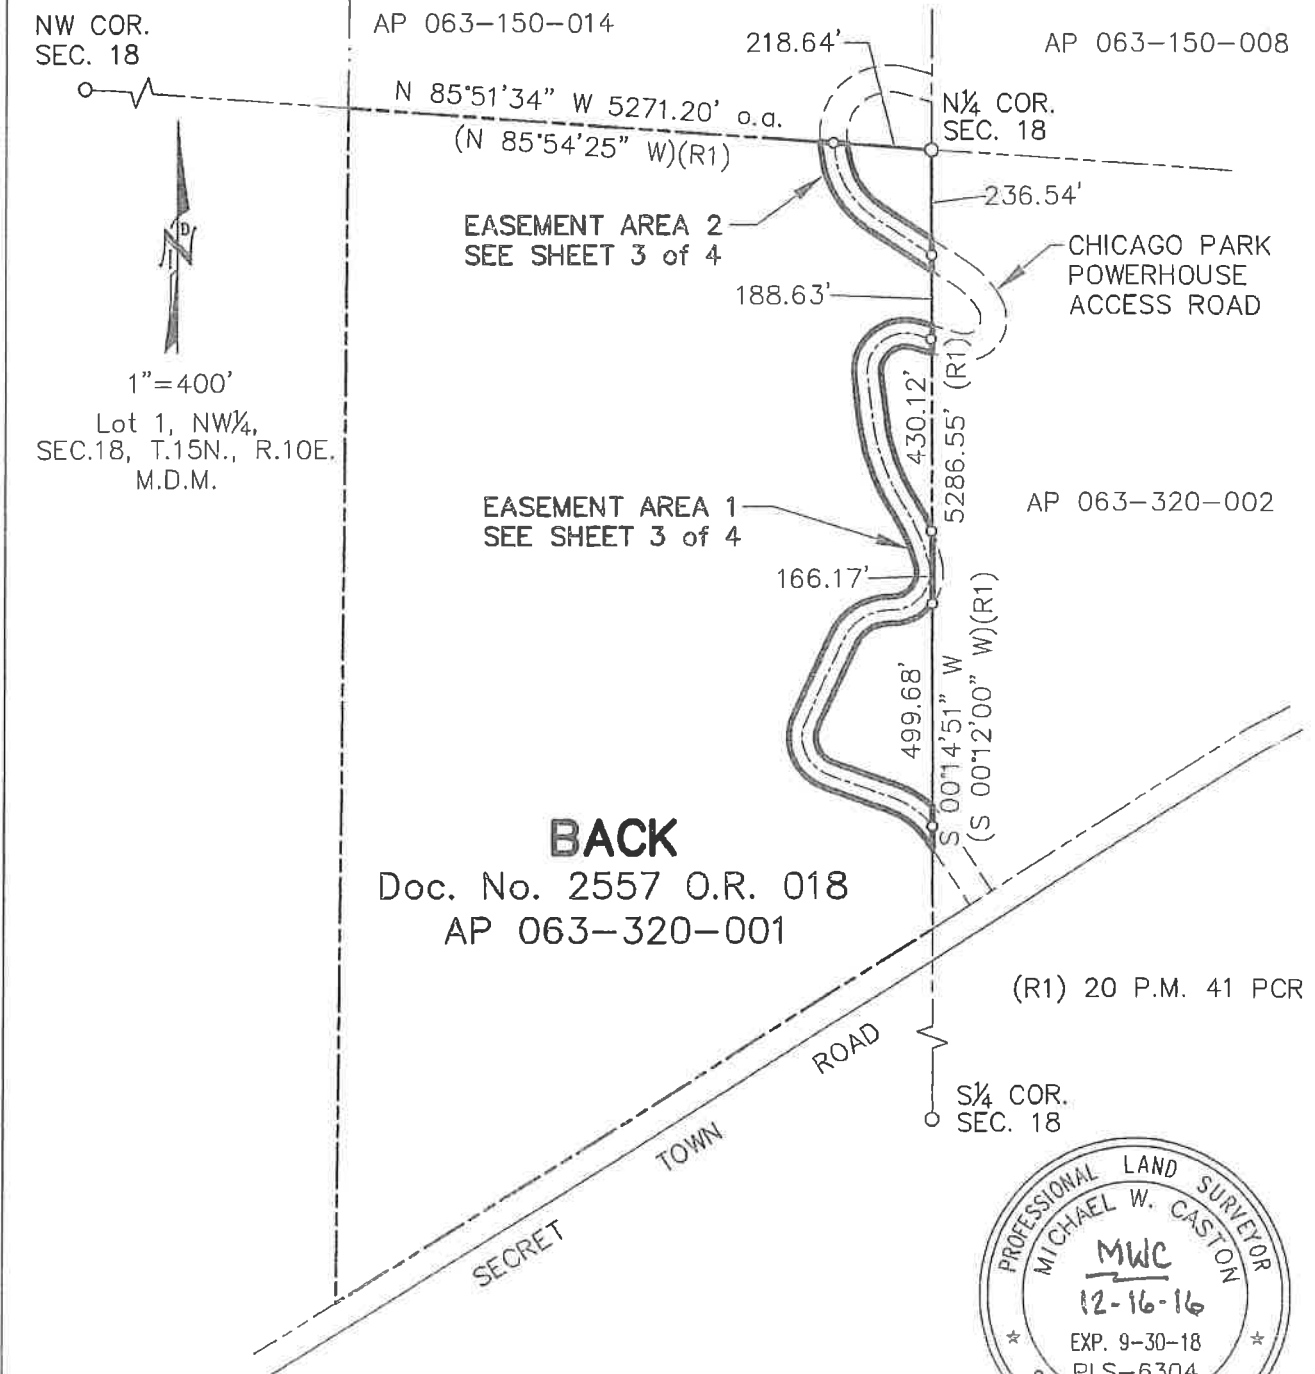 NW COR.
SEC. 18
AP 063-150-014
218.64'
AP 063-150-008
N 85°51'34" W 5271.20' o.a.
(N 85°54'25" W)(R1)
N¼ COR.
SEC. 18
236.54'
EASEMENT AREA 2
SEE SHEET 3 of 4
CHICAGO PARK
POWERHOUSE
ACCESS ROAD
188.63'
N
D
1"=400'
Lot 1, NW¼,
SEC.18, T.15N., R.10E.
M.D.M.
430.12'
5286.55' (R1)
EASEMENT AREA 1
SEE SHEET 3 of 4
AP 063-320-002
166.17'
499.68'
S 00°14'51" W
(S 00°12'00" W)(R1)
BACK
Doc. No. 2557 O.R. 018
AP 063-320-001
(R1) 20 P.M. 41 PCR
SECRET TOWN ROAD
S¼ COR.
SEC. 18
PROFESSIONAL LAND SURVEYOR
MICHAEL W. CASTON
MWC
12-16-16
EXP. 9-30-18
PLS-6304